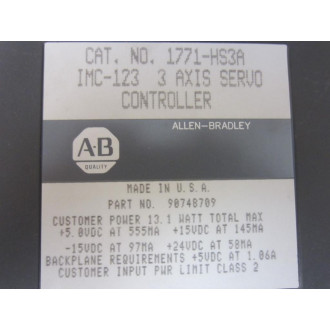 CAT. NO. 1771-HS3A
IMC-123 3 AXIS SERVO
CONTROLLER
ALLEN-BRADLEY
A-B
QUALITY
MADE IN U.S.A.
PART NO. 90748709
CUSTOMER POWER 13.1 WATT TOTAL MAX
+5.0VDC AT 555MA +15VDC AT 145MA
-15VDC AT 97MA +24VDC AT 58MA
BACKPLANE REQUIREMENTS +5VDC AT 1.06A
CUSTOMER INPUT PWR LIMIT CLASS 2